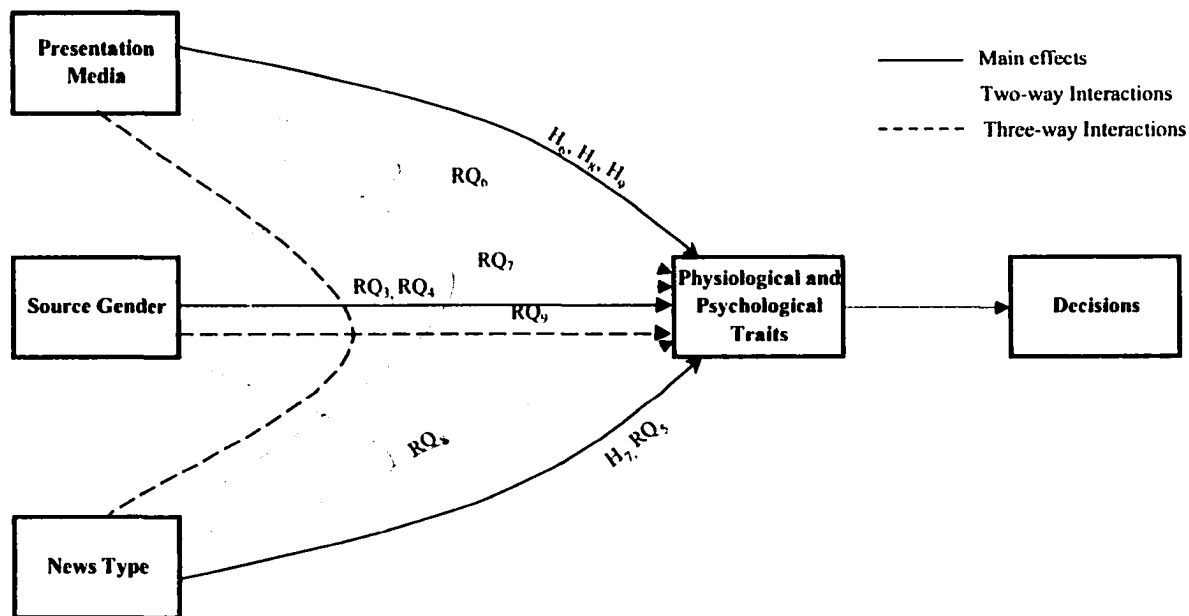 Presentation
Media
Main effects
Two-way Interactions
Three-way Interactions
H₆, H₈, H₉
RQ₆
RQ₇
Source Gender
RQ₃, RQ₄
RQ₉
Physiological and
Psychological
Traits
Decisions
RQ₈
H₇, RQ₅
News Type